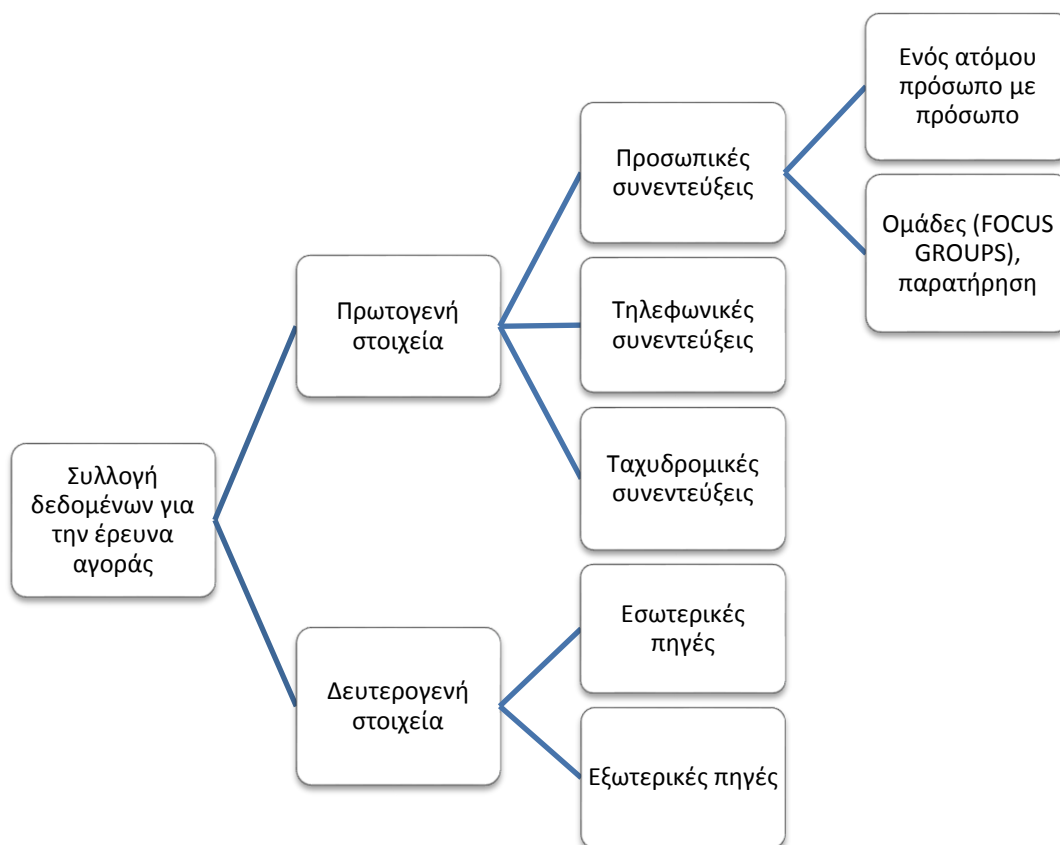 Ενός ατόμου
πρόσωπο με
πρόσωπο
Προσωπικές
συνεντεύξεις
Ομάδες (FOCUS
GROUPS),
παρατήρηση
Πρωτογενή
στοιχεία
Τηλεφωνικές
συνεντεύξεις
Ταχυδρομικές
συνεντεύξεις
Συλλογή
δεδομένων για
την έρευνα
αγοράς
Εσωτερικές
πηγές
Δευτερογενή
στοιχεία
Εξωτερικές πηγές